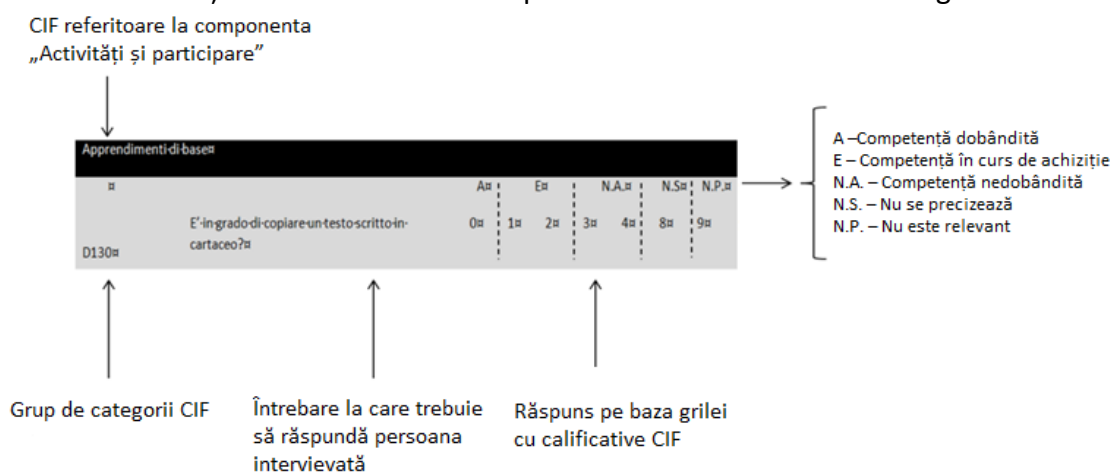 CIF referitoare la componenta
„Activități și participare”
Apprendimenti·di·base¤
¤ A¤ E¤ N.A.¤ N.S¤ N.P.¤
E'·in·grado·di·copiare·un·testo·scritto·in· 0¤ 1¤ 2¤ 3¤ 4¤ 8¤ 9¤
cartaceo?¤
D130¤
A –Competență dobândită
E – Competență în curs de achiziție
N.A. – Competență nedobândită
N.S. – Nu se precizează
N.P. – Nu este relevant
Grup de categorii CIF
Întrebare la care trebuie
să răspundă persoana
intervievată
Răspuns pe baza grilei
cu calificative CIF